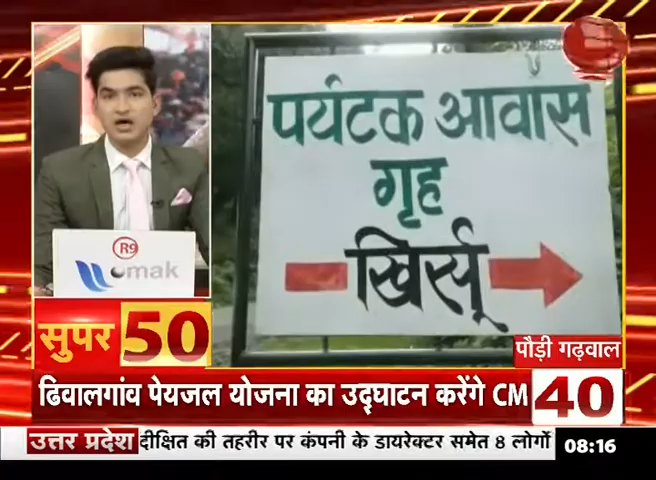 पर्यटक आवास
गृह
खिर्सू
R9
womak
सुपर 50
पौड़ी गढ़वाल
ढिवालगांव पेयजल योजना का उद्घाटन करेंगे CM
40
उत्तर प्रदेश
दीक्षित की तहरीर पर कंपनी के डायरेक्टर समेत 8 लोगों
08:16